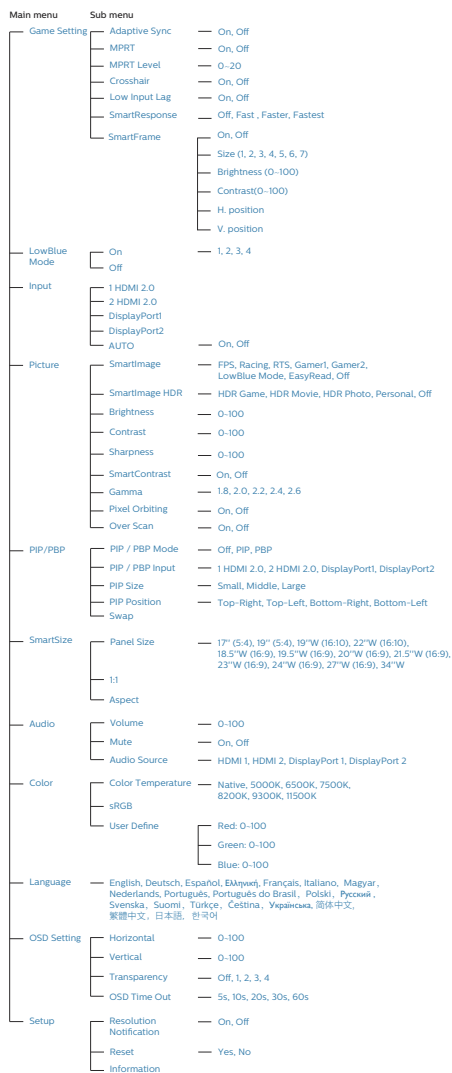 Main menu Sub menu
Game Setting Adaptive Sync On, Off
MPRT On, Off
MPRT Level 0-20
Crosshair On, Off
Low Input Lag On, Off
SmartResponse Off, Fast , Faster, Fastest
SmartFrame On, Off
Size (1, 2, 3, 4, 5, 6, 7)
Brightness (0-100)
Contrast(0-100)
H. position
V. position
LowBlue Mode On 1, 2, 3, 4
Off
Input 1 HDMI 2.0
2 HDMI 2.0
DisplayPort1
DisplayPort2
AUTO On, Off
Picture SmartImage FPS, Racing, RTS, Gamer1, Gamer2,
LowBlue Mode, EasyRead, Off
SmartImage HDR HDR Game, HDR Movie, HDR Photo, Personal, Off
Brightness 0-100
Contrast 0-100
Sharpness 0-100
SmartContrast On, Off
Gamma 1.8, 2.0, 2.2, 2.4, 2.6
Pixel Orbiting On, Off
Over Scan On, Off
PIP/PBP PIP / PBP Mode Off, PIP, PBP
PIP / PBP Input 1 HDMI 2.0, 2 HDMI 2.0, DisplayPort1, DisplayPort2
PIP Size Small, Middle, Large
PIP Position Top-Right, Top-Left, Bottom-Right, Bottom-Left
Swap
SmartSize Panel Size 17" (5:4), 19" (5:4), 19"W (16:10), 22"W (16:10),
18.5"W (16:9), 19.5"W (16:9), 20"W (16:9), 21.5"W (16:9),
23"W (16:9), 24"W (16:9), 27"W (16:9), 34"W
1:1
Aspect
Audio Volume 0-100
Mute On, Off
Audio Source HDMI 1, HDMI 2, DisplayPort 1, DisplayPort 2
Color Color Temperature Native, 5000K, 6500K, 7500K,
8200K, 9300K, 11500K
sRGB
User Define Red: 0-100
Green: 0-100
Blue: 0-100
Language English, Deutsch, Español, Ελληνική, Français, Italiano, Magyar,
Nederlands, Português, Português do Brasil, Polski, Русский ,
Svenska, Suomi, Türkçe, Čeština, Українська, 简体中文,
繁體中文, 日本語, 한국어
OSD Setting Horizontal 0-100
Vertical 0-100
Transparency Off, 1, 2, 3, 4
OSD Time Out 5s, 10s, 20s, 30s, 60s
Setup Resolution
Notification On, Off
Reset Yes, No
Information